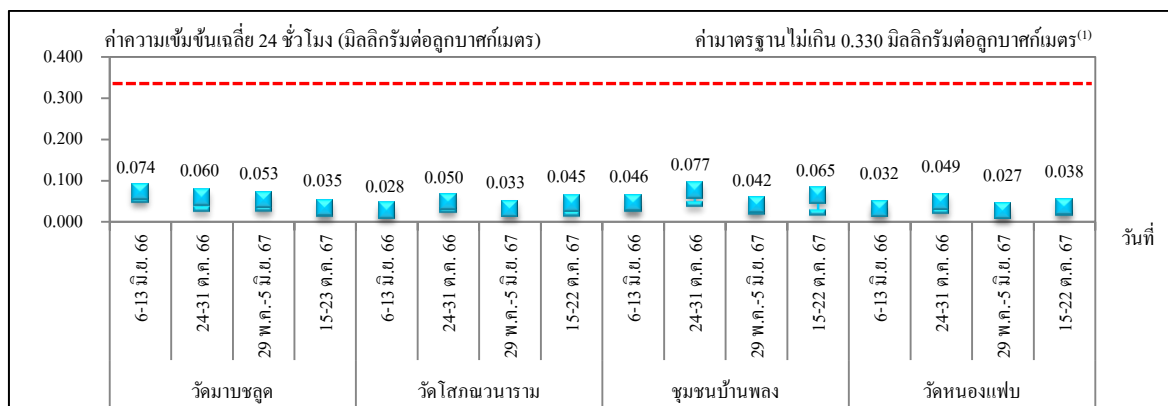 ค่าความเข้มข้นเฉลี่ย 24 ชั่วโมง (มิลลิกรัมต่อลูกบาศก์เมตร) ค่ามาตรฐานไม่เกิน 0.330 มิลลิกรัมต่อลูกบาศก์เมตร⁽¹⁾
0.400
0.300
0.200
0.100
0.000
0.074 0.060 0.053 0.035 0.028 0.050 0.033 0.045 0.046 0.077 0.042 0.065 0.032 0.049 0.027 0.038
วันที่
6-13 มิ.ย. 66
24-31 ต.ค. 66
29 พ.ค.-5 มิ.ย. 67
15-23 ต.ค. 67
6-13 มิ.ย. 66
24-31 ต.ค. 66
29 พ.ค.-5 มิ.ย. 67
15-22 ต.ค. 67
6-13 มิ.ย. 66
24-31 ต.ค. 66
29 พ.ค.-5 มิ.ย. 67
15-22 ต.ค. 67
6-13 มิ.ย. 66
24-31 ต.ค. 66
29 พ.ค.-5 มิ.ย. 67
15-22 ต.ค. 67
วัดมาบชลูด วัดโสภณวนาราม ชุมชนบ้านพลง วัดหนองแฟบ